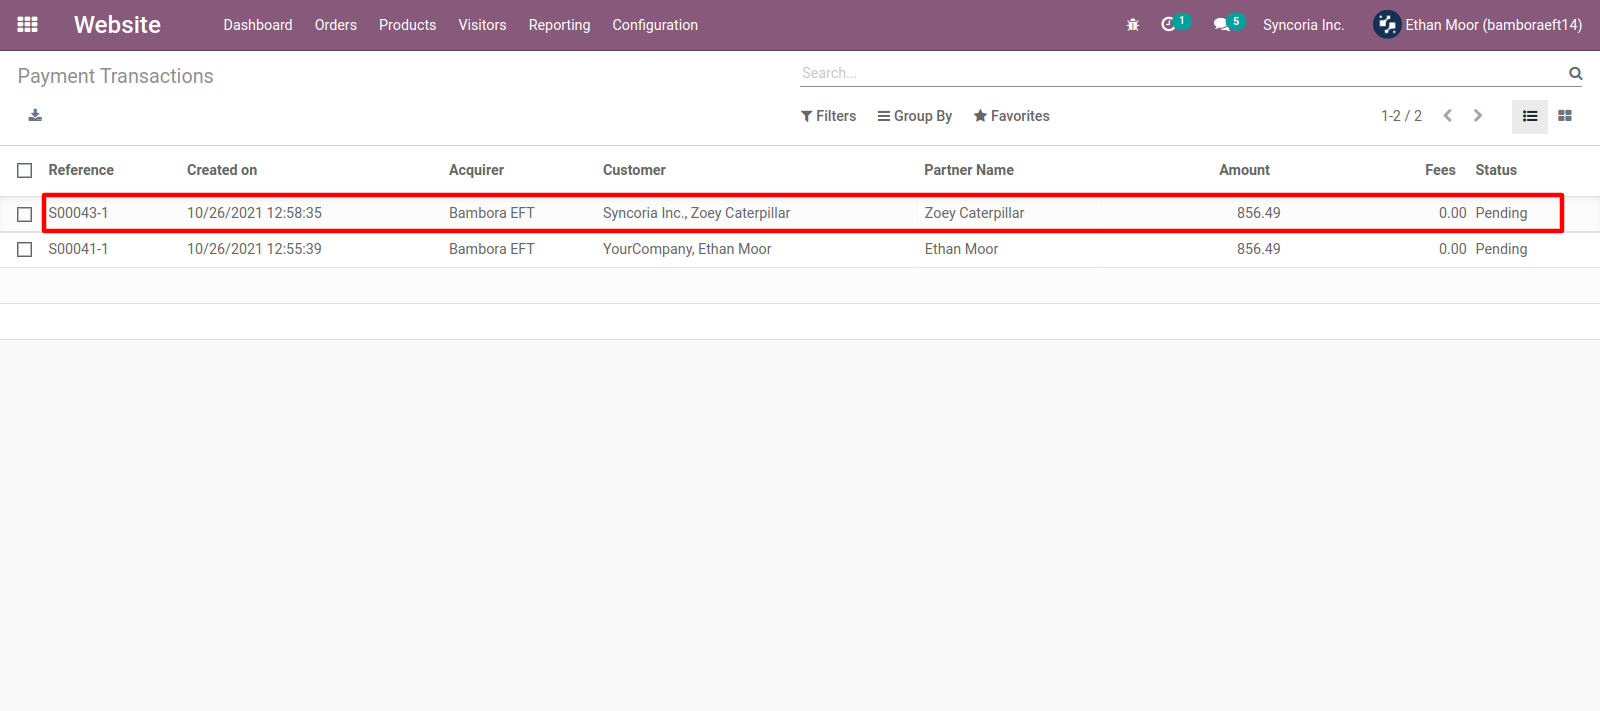 Website Dashboard Orders Products Visitors Reporting Configuration 1 5 Syncoria Inc. Ethan Moor (bamboraeft14)
Payment Transactions Search...
Filters Group By Favorites 1-2 / 2
Reference Created on Acquirer Customer Partner Name Amount Fees Status
S00043-1 10/26/2021 12:58:35 Bambora EFT Syncoria Inc., Zoey Caterpillar Zoey Caterpillar 856.49 0.00 Pending
S00041-1 10/26/2021 12:55:39 Bambora EFT YourCompany, Ethan Moor Ethan Moor 856.49 0.00 Pending